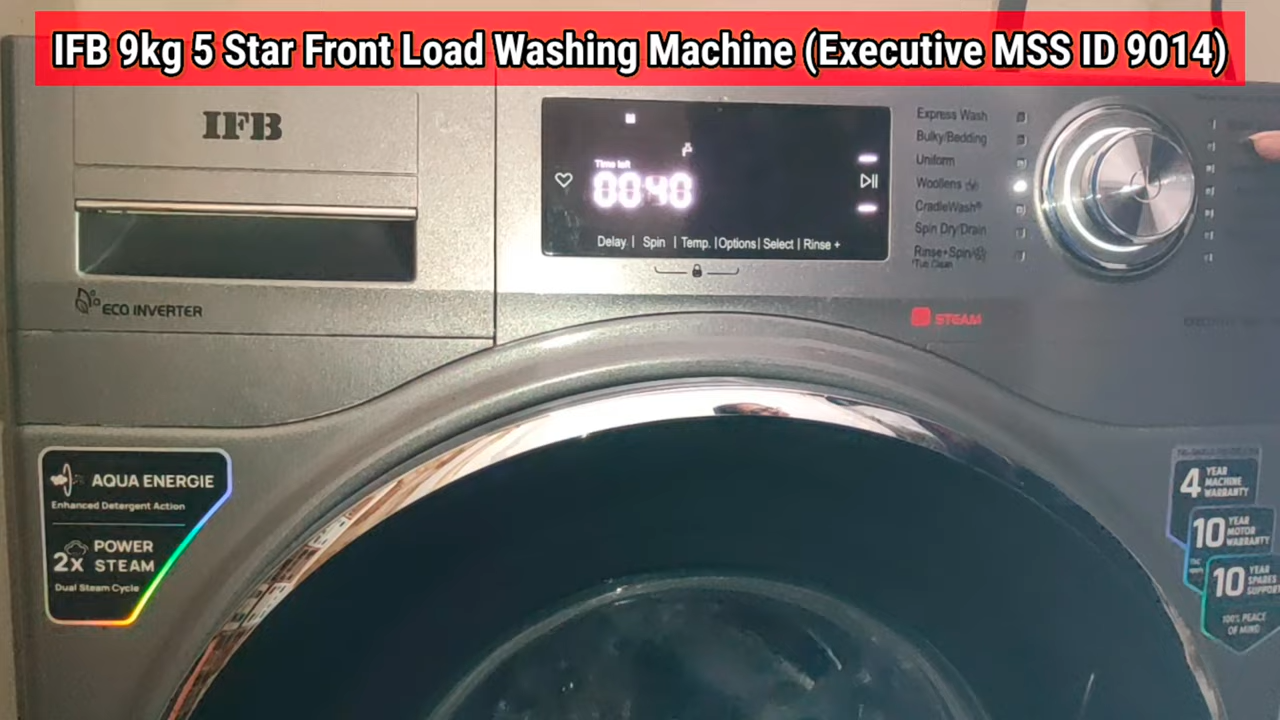 IFB 9kg 5 Star Front Load Washing Machine (Executive MSS ID 9014)
IFB
Time left
00:40
Delay | Spin | Temp. | Options | Select | Rinse +
Express Wash
Bulky/Bedding
Uniform
Woollens
CradleWash®
Spin Dry/Drain
Rinse+Spin/
*Tub Clean
ECO INVERTER
STEAM
AQUA ENERGIE
Enhanced Detergent Action
2x POWER STEAM
Dual Steam Cycle
4 YEAR
MACHINE
WARRANTY
10 YEAR
MOTOR
WARRANTY
10 YEAR
SPARES
SUPPORT
100% PEACE
OF MIND